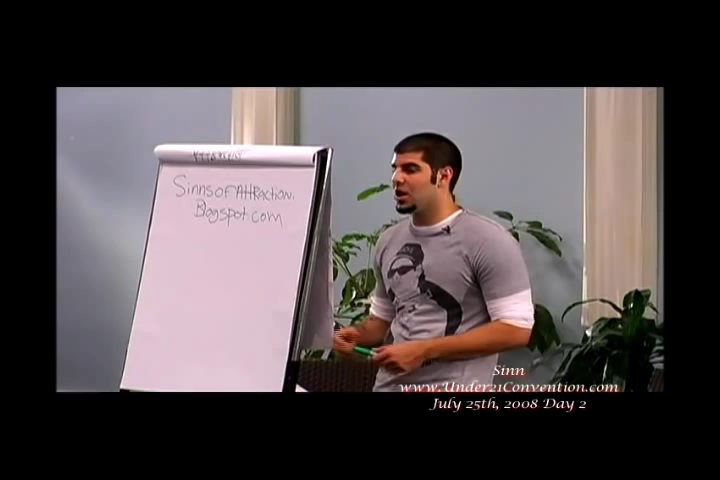 SinnsofAttraction.
Blogspot.com
Sinn
www.Under21Convention.com
July 25th, 2008 Day 2